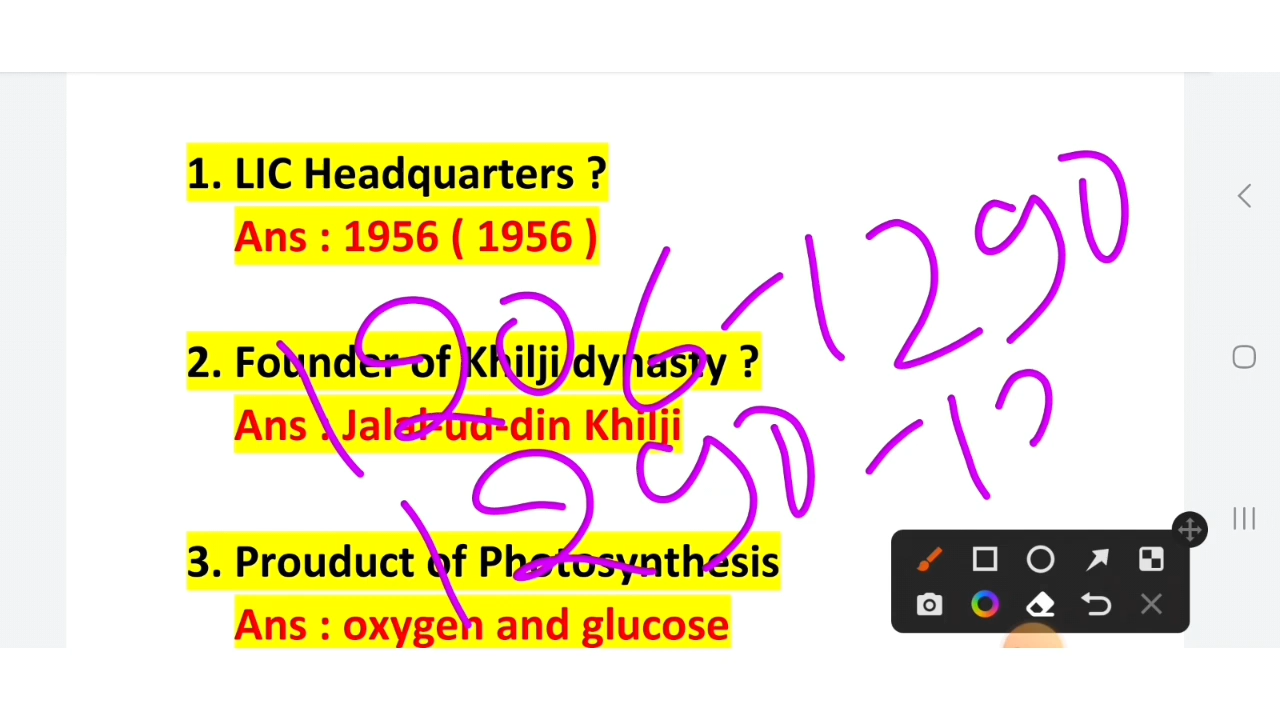 1. LIC Headquarters ?
Ans : 1956 ( 1956 )
1206-1290
2. Founder of Khilji dynasty ?
Ans : Jalal-ud-din Khilji
1290-13
3. Prouduct of Photosynthesis
Ans : oxygen and glucose